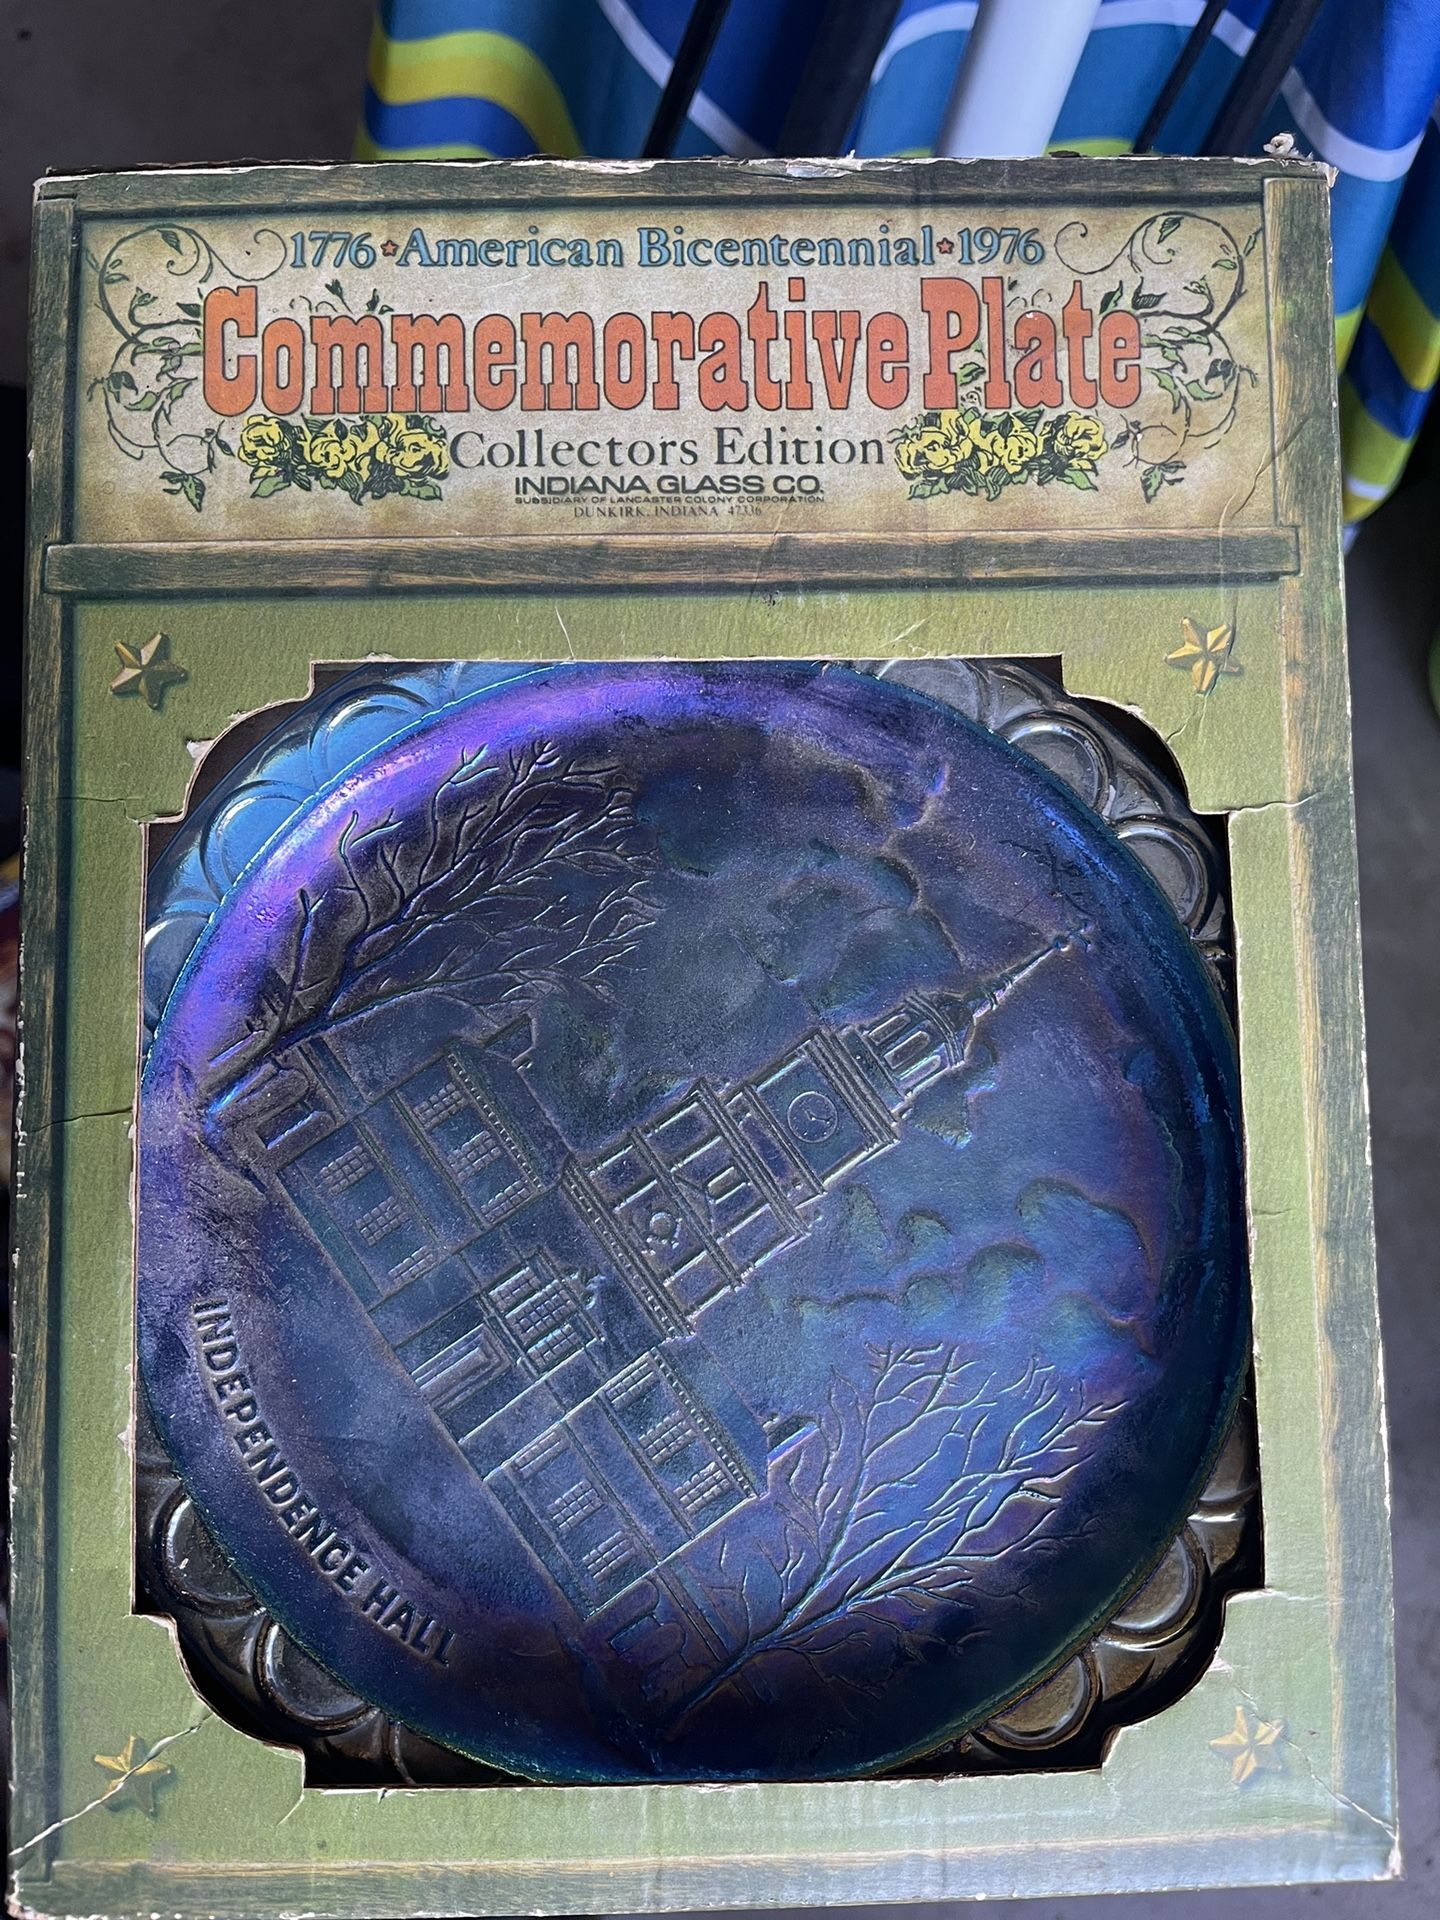 1776 ★ American Bicentennial ★ 1976
Commemorative Plate
Collectors Edition
INDIANA GLASS CO.
SUBSIDIARY OF LANCASTER COLONY CORPORATION
DUNKIRK, INDIANA 47336
INDEPENDENCE HALL